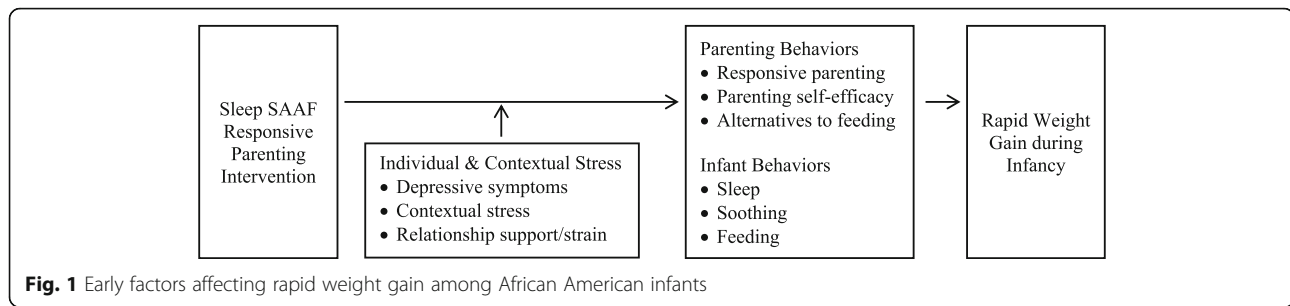 Sleep SAAF
Responsive
Parenting
Intervention
Individual & Contextual Stress
• Depressive symptoms
• Contextual stress
• Relationship support/strain
Parenting Behaviors
• Responsive parenting
• Parenting self-efficacy
• Alternatives to feeding
Infant Behaviors
• Sleep
• Soothing
• Feeding
Rapid Weight
Gain during
Infancy
Fig. 1 Early factors affecting rapid weight gain among African American infants